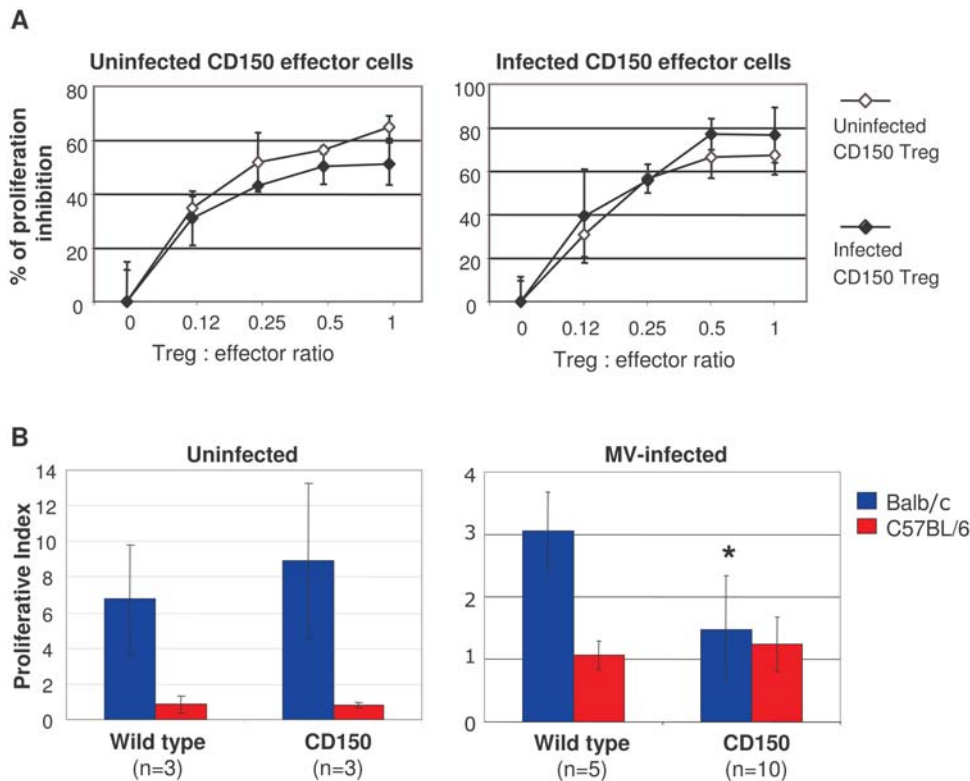 A
Uninfected CD150 effector cells
Infected CD150 effector cells
% of proliferation
inhibition
80
60
40
20
0
0 0.12 0.25 0.5 1
Treg : effector ratio
100
80
60
40
20
0
0 0.12 0.25 0.5 1
Treg : effector ratio
Uninfected
CD150 Treg
Infected
CD150 Treg
B
Uninfected
MV-infected
Proliferative Index
14
12
10
8
6
4
2
0
Wild type
(n=3)
CD150
(n=3)
4
3
2
1
0
*
Wild type
(n=5)
CD150
(n=10)
Balb/c
C57BL/6